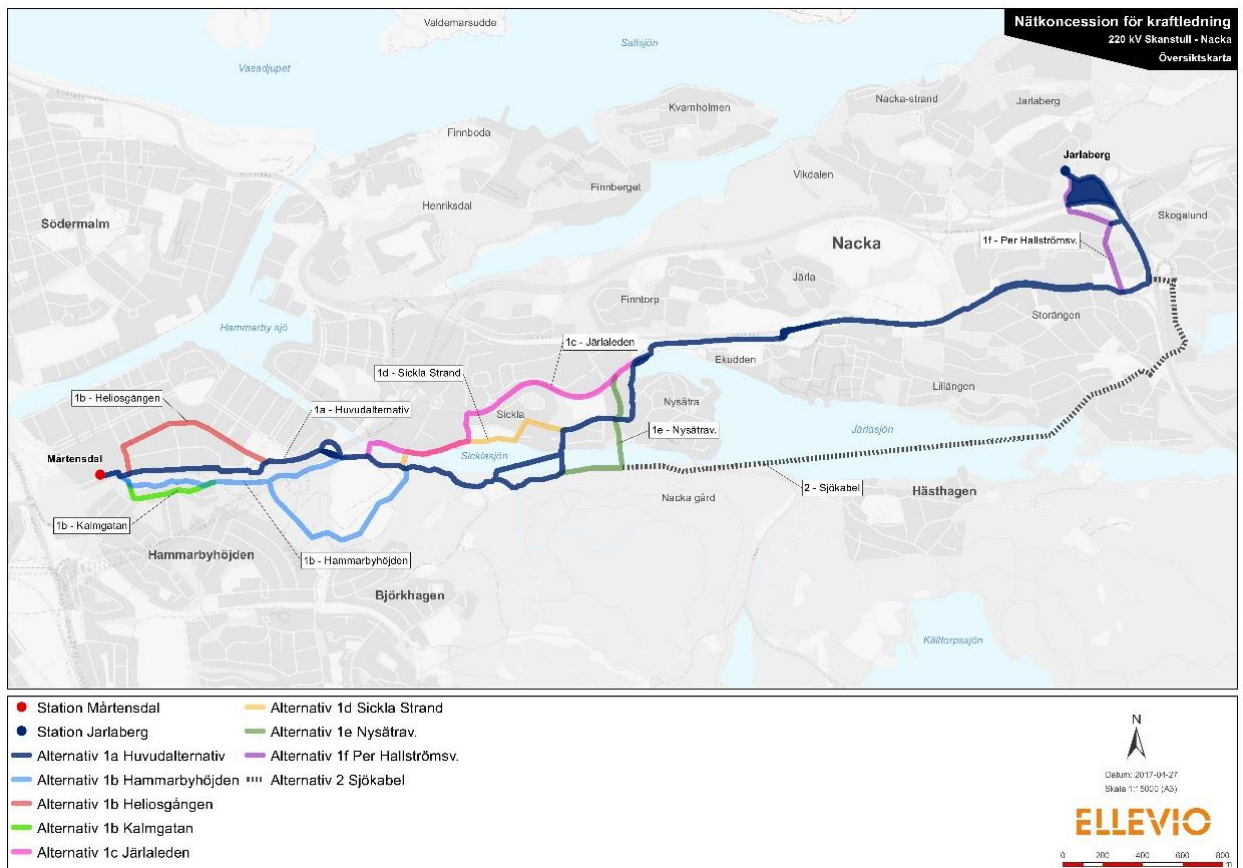 Nätkoncession för kraftledning
220 kV Skanstull - Nacka
Översiktskarta
Valdemarsudde
Saltsjön
Vasadjupet
Kvarnholmen
Nacka-strand
Jarlaberg
Finnboda
Jarlaberg
Vikdalen
Finnberget
Henriksdal
Södermalm
Skogalund
Nacka
1f - Per Hallströmsv.
Järla
Finntorp
Storängen
Hammarby sjö
1c - Järlaleden
Ekudden
1d - Sickla Strand
Lillängen
1b - Heliosgången
1a - Huvudalternativ
Sickla
Nysätra
1e - Nysätrav.
Järlasjön
Mårtensdal
Sicklasjön
2 - Sjökabel
Hästhagen
Nacka gård
1b - Kalmgatan
Hammarbyhöjden
1b - Hammarbyhöjden
Björkhagen
Källtorpssjön
Station Mårtensdal
Station Jarlaberg
Alternativ 1a Huvudalternativ
Alternativ 1b Hammarbyhöjden
Alternativ 1b Heliosgången
Alternativ 1b Kalmgatan
Alternativ 1c Järlaleden
Alternativ 1d Sickla Strand
Alternativ 1e Nysätrav.
Alternativ 1f Per Hallströmsv.
Alternativ 2 Sjökabel
N
Datum: 2017-04-27
Skala 1:15000 (A3)
ELLEVIO
0 200 400 600 800
m